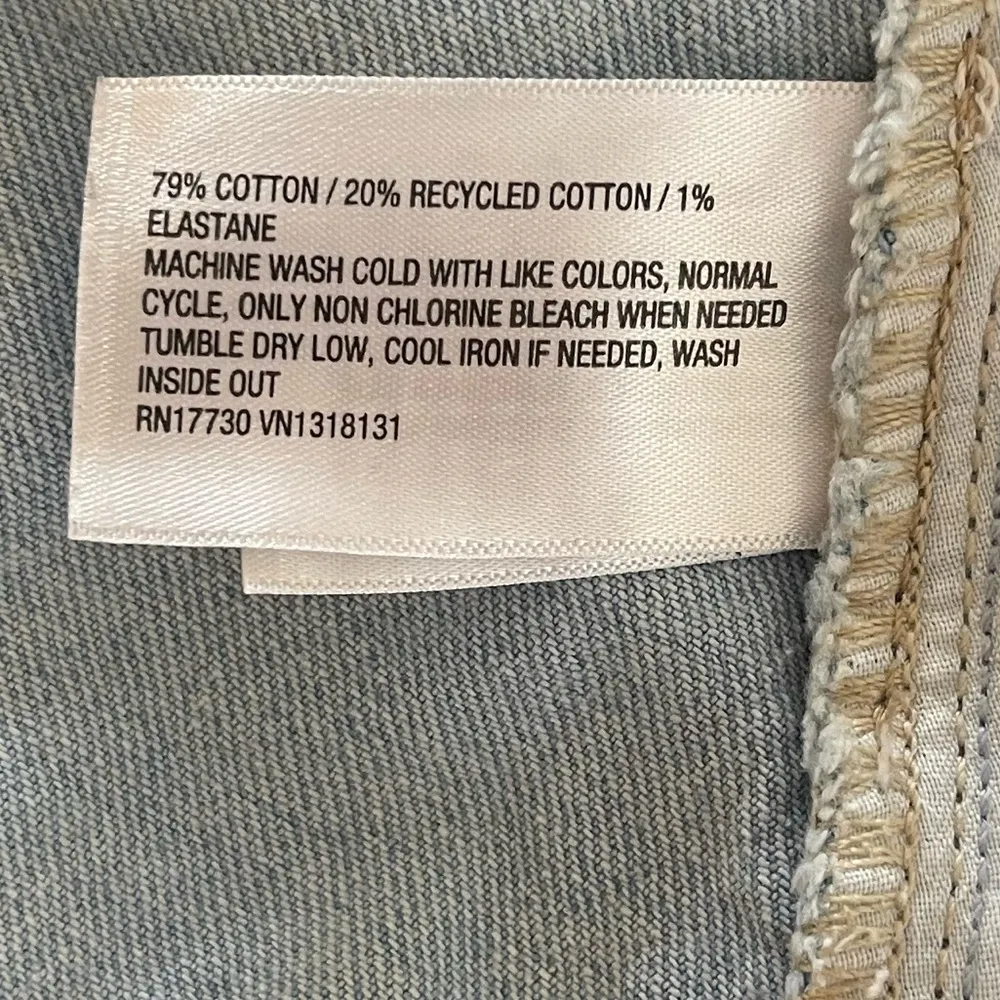 79% COTTON / 20% RECYCLED COTTON / 1%
ELASTANE
MACHINE WASH COLD WITH LIKE COLORS, NORMAL
CYCLE, ONLY NON CHLORINE BLEACH WHEN NEEDED
TUMBLE DRY LOW, COOL IRON IF NEEDED, WASH
INSIDE OUT
RN17730 VN1318131